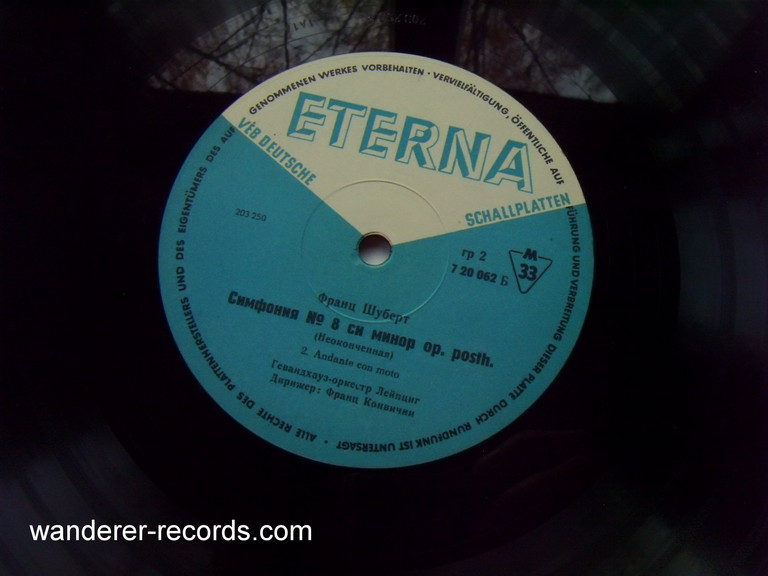 GENOMMENEN WERKES VORBEHALTEN · VERVIELFÄLTIGUNG, ÖFFENTLICHE AUF
FÜHRUNG UND VERBREITUNG DIESER PLATTE DURCH RUNDFUNK IST UNTERSAGT
· ALLE RECHTE DES PLATTENHERSTELLERS UND DES EIGENTÜMERS DES AUF
ETERNA
VEB DEUTSCHE
SCHALLPLATTEN
203 250
гр 2
7 20 062 Б
M
33
Франц Шуберт
Симфония № 8 си минор op. posth.
(Неоконченная)
2. Andante con moto
Гевандхауз-оркестр Лейпциг
Дирижер: Франц Конвичин
wanderer-records.com